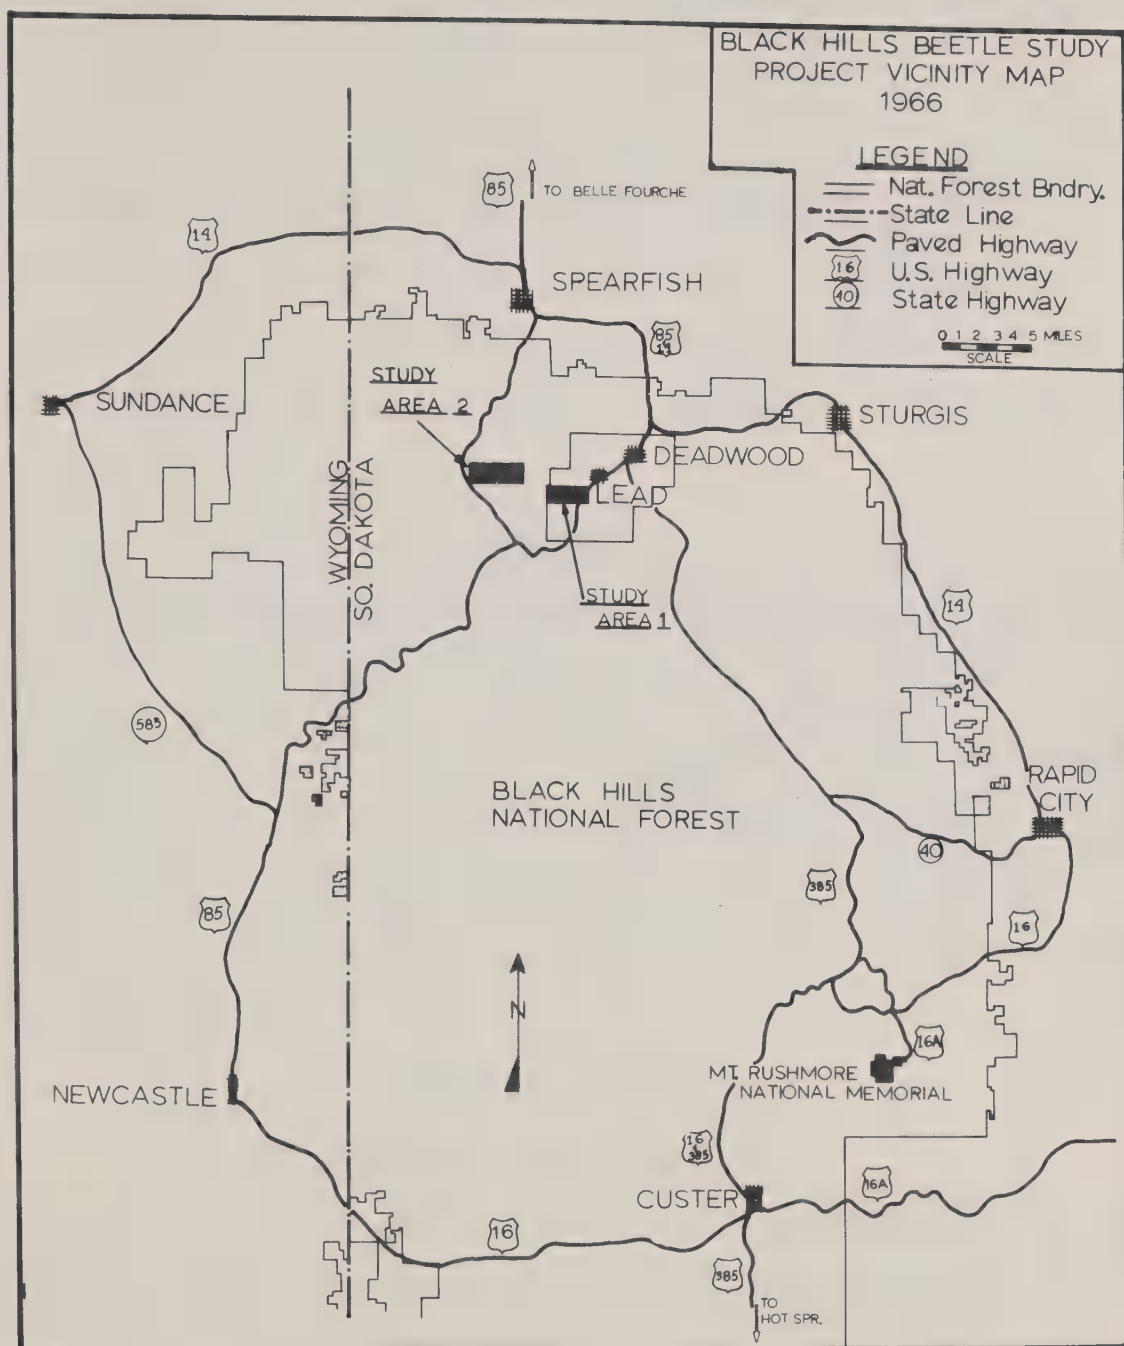 BLACK HILLS BEETLE STUDY
PROJECT VICINITY MAP
1966
LEGEND
Nat. Forest Bndry.
State Line
Paved Highway
16
U.S. Highway
40
State Highway
0 1 2 3 4 5 MILES
SCALE
85
TO BELLE FOURCHE
14
SPEARFISH
85
14
STUDY
AREA 2
SUNDANCE
STURGIS
DEADWOOD
LEAD
WYOMING
SO. DAKOTA
STUDY
AREA 1
14
585
RAPID
CITY
BLACK HILLS
NATIONAL FOREST
40
385
85
16
N
16A
MT. RUSHMORE
NATIONAL MEMORIAL
NEWCASTLE
16
385
CUSTER
16A
16
385
TO
HOT SPR.